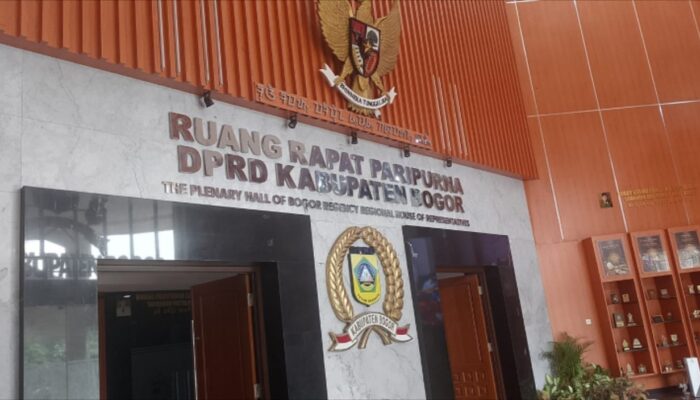 BHINNEKA TUNGGAL IKA
RUANG RAPAT PARIPURNA
DPRD KABUPATEN BOGOR
THE PLENARY HALL OF BOGOR REGENCY REGIONAL HOUSE OF REPRESENTATIVES
KABUPATEN BOGOR